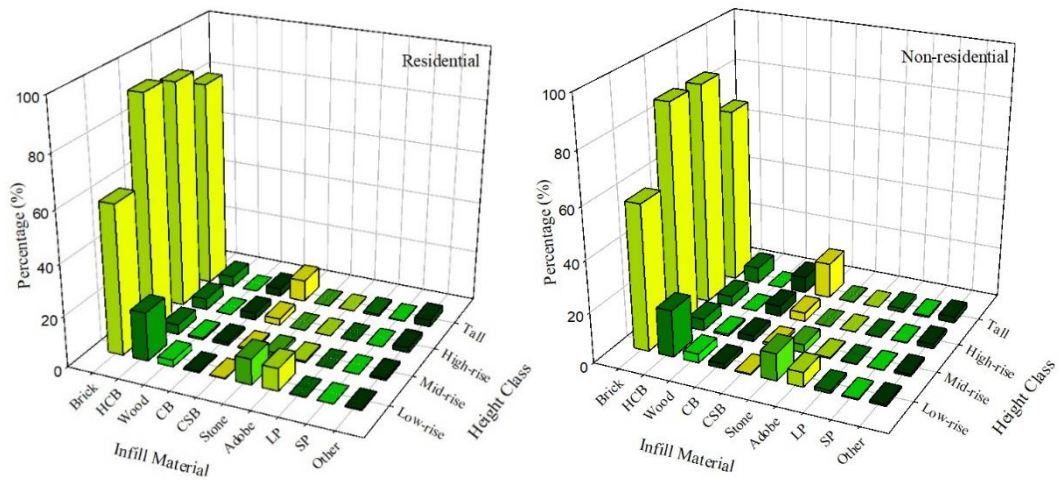 Residential
100
80
60
40
20
0
Percentage (%)
Brick
HCB
Wood
CB
CSB
Stone
Adobe
LP
SP
Other
Infill Material
Low-rise
Mid-rise
High-rise
Tall
Height Class
Non-residential
100
80
60
40
20
0
Percentage (%)
Brick
HCB
Wood
CB
CSB
Stone
Adobe
LP
SP
Other
Infill Material
Low-rise
Mid-rise
High-rise
Tall
Height Class